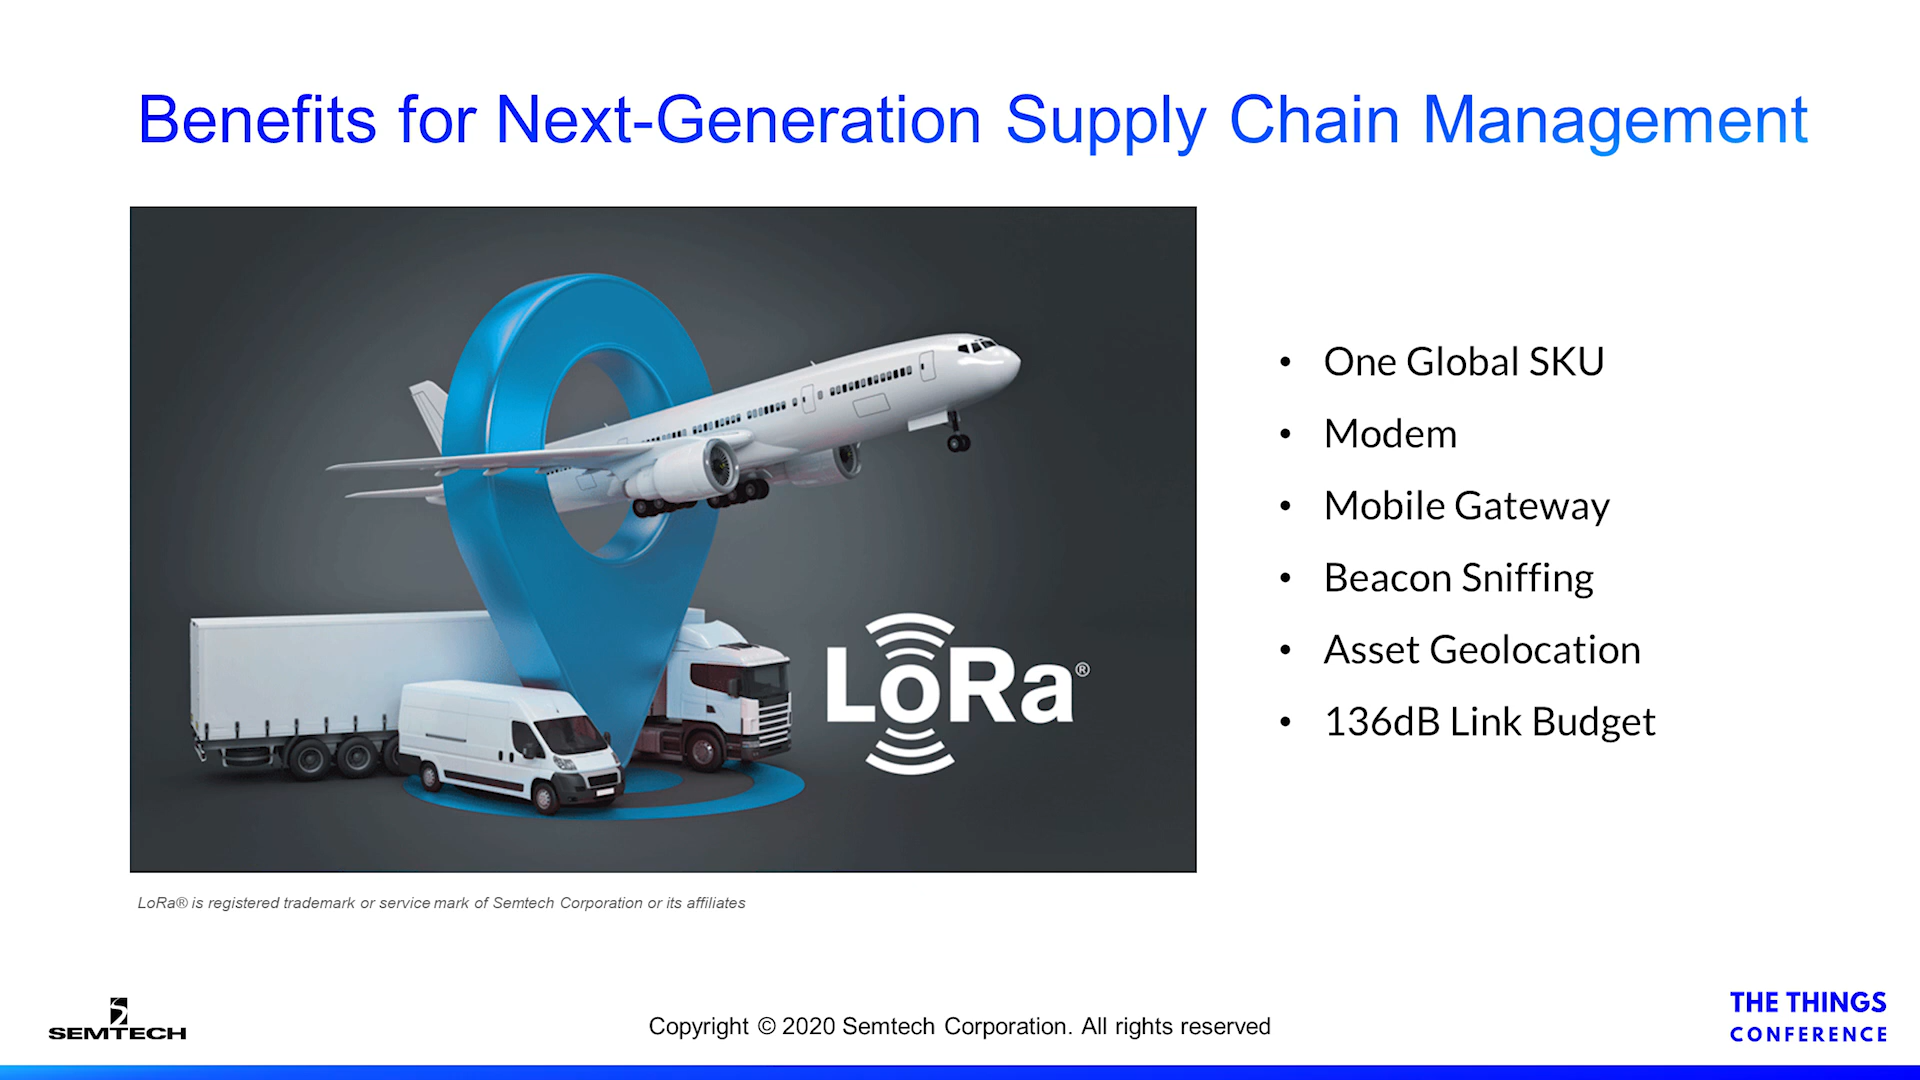 Benefits for Next-Generation Supply Chain Management
• One Global SKU
• Modem
• Mobile Gateway
• Beacon Sniffing
• Asset Geolocation
• 136dB Link Budget
LoRa®
LoRa® is registered trademark or service mark of Semtech Corporation or its affiliates
SEMTECH
Copyright © 2020 Semtech Corporation. All rights reserved
THE THINGS
CONFERENCE